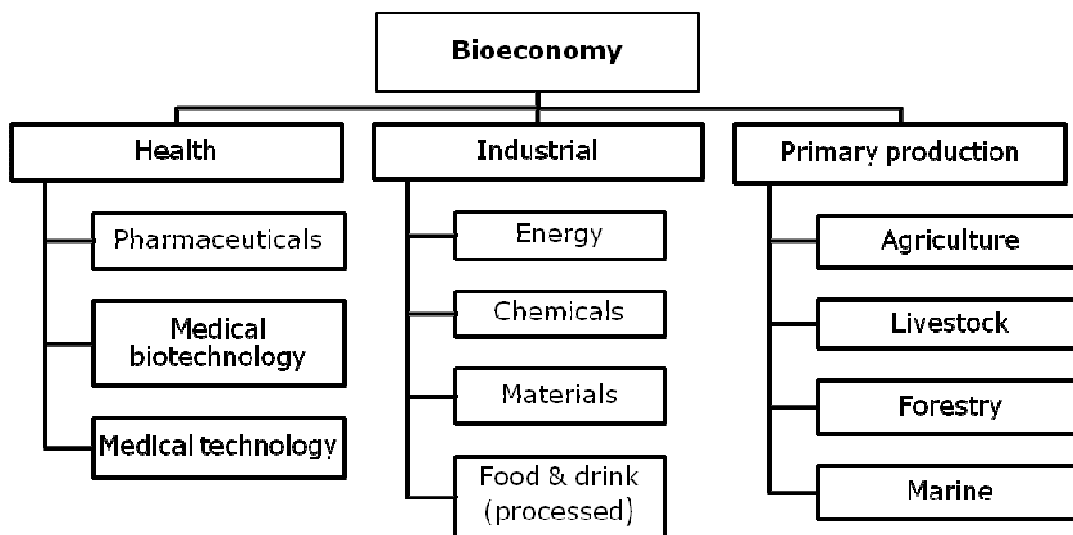 Bioeconomy
Health
Industrial
Primary production
Pharmaceuticals
Medical
biotechnology
Medical technology
Energy
Chemicals
Materials
Food & drink
(processed)
Agriculture
Livestock
Forestry
Marine